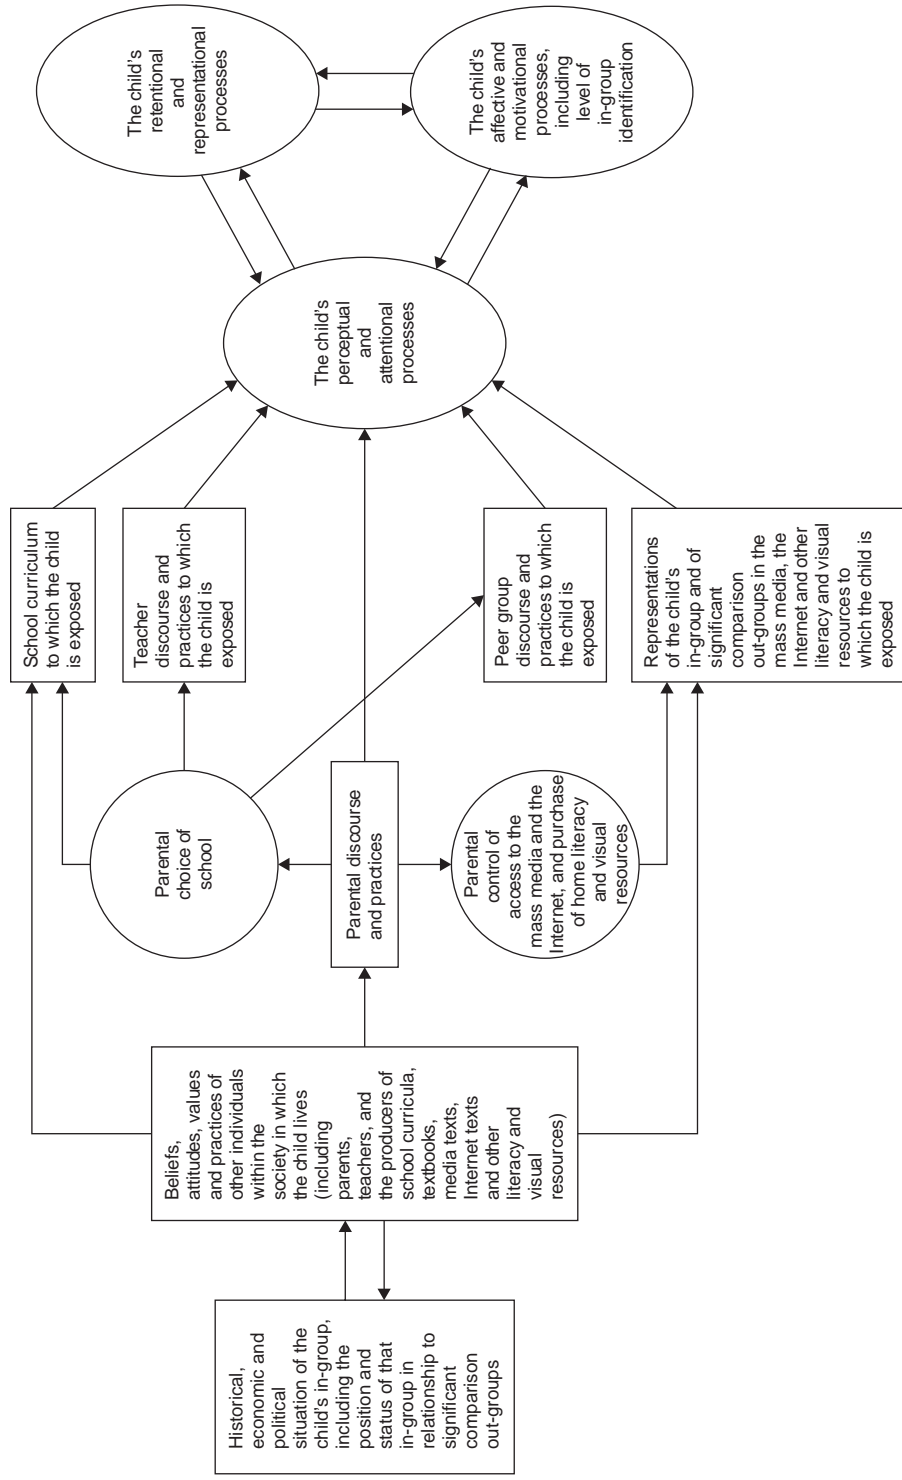 Historical,
economic and
political
situation of the
child's in-group,
including the
position and
status of that
in-group in
relationship to
significant
comparison
out-groups
Beliefs,
attitudes, values
and practices of
other individuals
within the
society in which
the child lives
(including
parents,
teachers, and
the producers of
school curricula,
textbooks,
media texts,
Internet texts
and other
literacy and
visual
resources)
Parental
choice of
school
Parental discourse
and practices
Parental
control of
access to the
mass media and the
Internet, and purchase
of home literacy
and visual
resources
School curriculum
to which the child
is exposed
Teacher
discourse and
practices to which
the child is
exposed
Peer group
discourse and
practices to which
the child is
exposed
Representations
of the child's
in-group and of
significant
comparison
out-groups in the
mass media, the
Internet and other
literacy and visual
resources to
which the child is
exposed
The child's
perceptual
and
attentional
processes
The child's
retentional
and
representational
processes
The child's
affective and
motivational
processes,
including
level of
in-group
identification